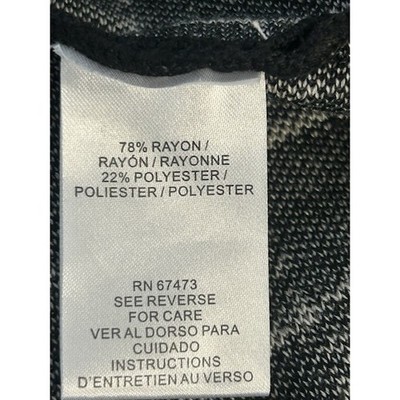 78% RAYON /
RAYÓN / RAYONNE
22% POLYESTER /
POLIESTER / POLYESTER
RN 67473
SEE REVERSE
FOR CARE
VER AL DORSO PARA
CUIDADO
INSTRUCTIONS
D'ENTRETIEN AU VERSO